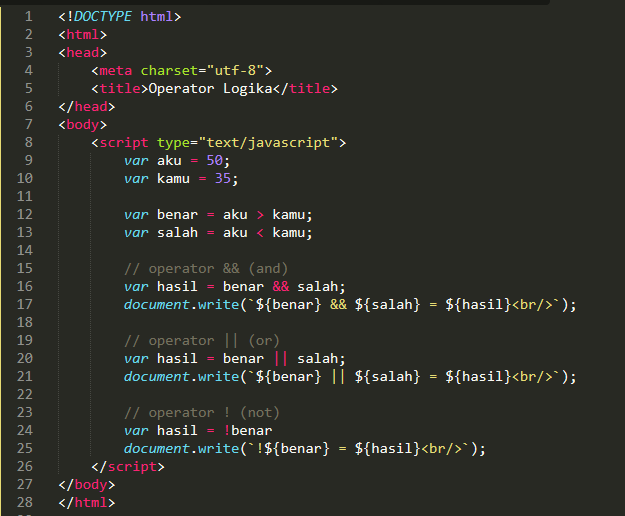 1 <!DOCTYPE html>
2 <html>
3 <head>
4 <meta charset="utf-8">
5 <title>Operator Logika</title>
6 </head>
7 <body>
8 <script type="text/javascript">
9 var aku = 50;
10 var kamu = 35;
11
12 var benar = aku > kamu;
13 var salah = aku < kamu;
14
15 // operator && (and)
16 var hasil = benar && salah;
17 document.write(`${benar} && ${salah} = ${hasil}<br/>`);
18
19 // operator || (or)
20 var hasil = benar || salah;
21 document.write(`${benar} || ${salah} = ${hasil}<br/>`);
22
23 // operator ! (not)
24 var hasil = !benar
25 document.write(`!${benar} = ${hasil}<br/>`);
26 </script>
27 </body>
28 </html>